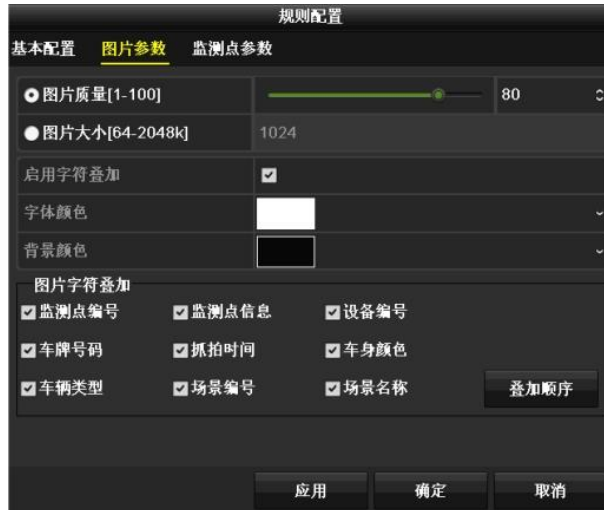 规则配置
基本配置 图片参数 监测点参数
图片质量[1-100] 80
图片大小[64-2048k] 1024
启用字符叠加
字体颜色
背景颜色
图片字符叠加
监测点编号 监测点信息 设备编号
车牌号码 抓拍时间 车身颜色
车辆类型 场景编号 场景名称 叠加顺序
应用 确定 取消